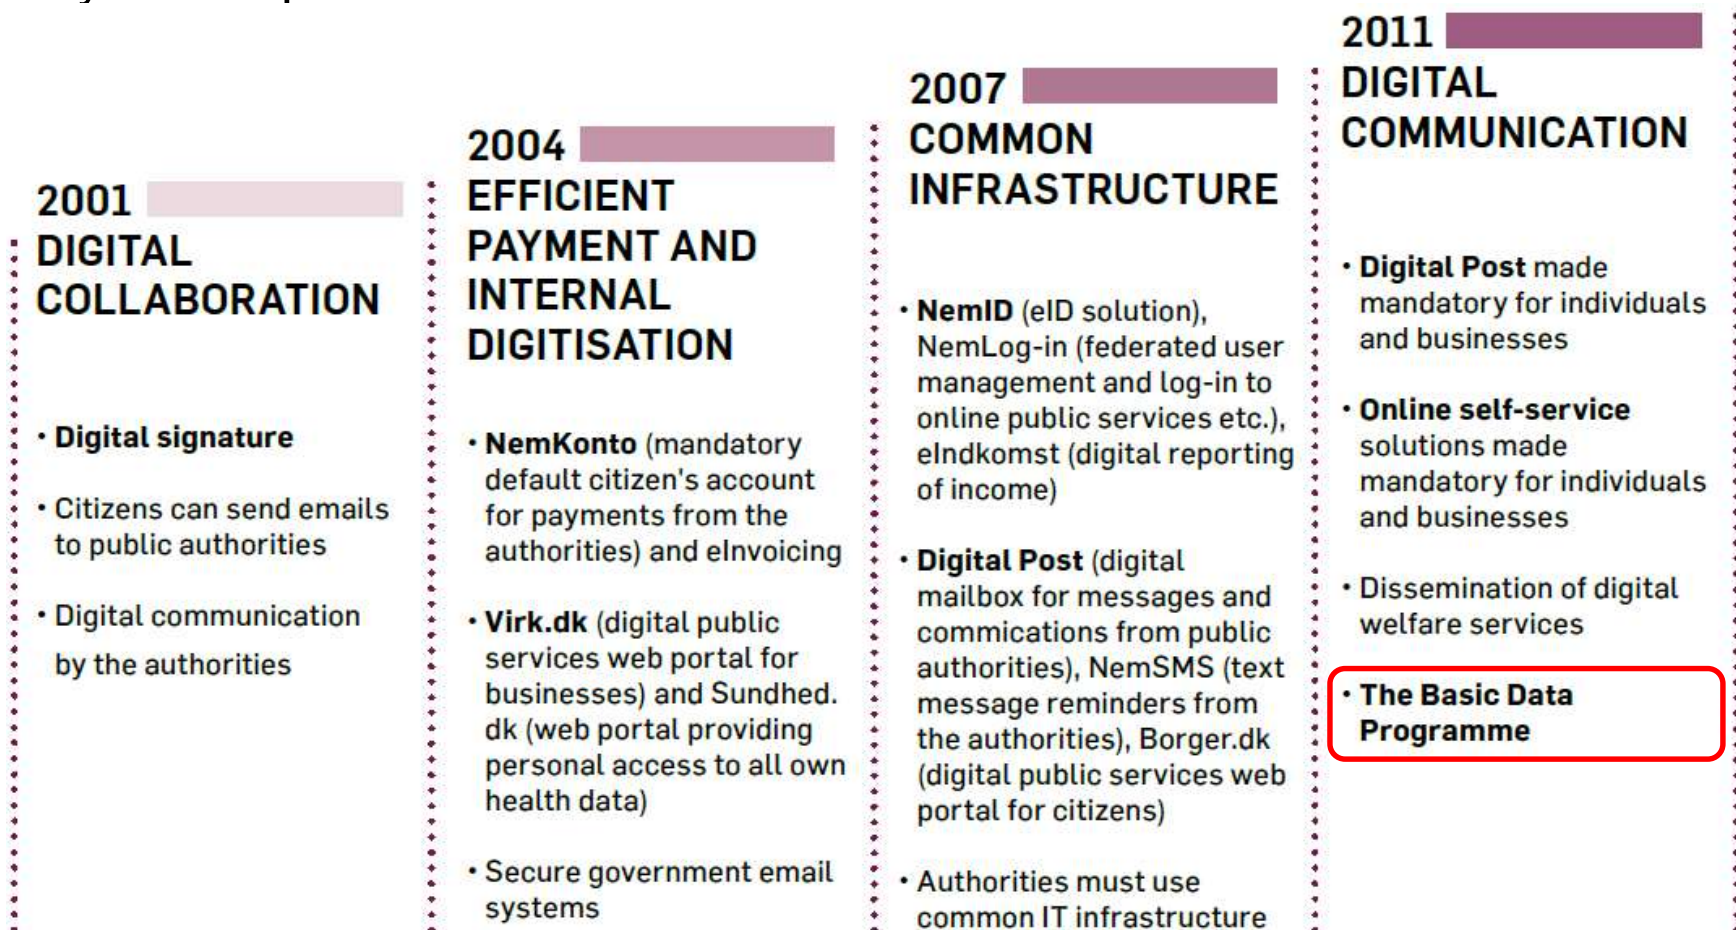 2001
DIGITAL
COLLABORATION
• Digital signature
• Citizens can send emails
to public authorities
• Digital communication
by the authorities
2004
EFFICIENT
PAYMENT AND
INTERNAL
DIGITISATION
• NemKonto (mandatory
default citizen's account
for payments from the
authorities) and eInvoicing
• Virk.dk (digital public
services web portal for
businesses) and Sundhed.
dk (web portal providing
personal access to all own
health data)
• Secure government email
systems
2007
COMMON
INFRASTRUCTURE
• NemID (eID solution),
NemLog-in (federated user
management and log-in to
online public services etc.),
eIndkomst (digital reporting
of income)
• Digital Post (digital
mailbox for messages and
commications from public
authorities), NemSMS (text
message reminders from
the authorities), Borger.dk
(digital public services web
portal for citizens)
• Authorities must use
common IT infrastructure
2011
DIGITAL
COMMUNICATION
• Digital Post made
mandatory for individuals
and businesses
• Online self-service
solutions made
mandatory for individuals
and businesses
• Dissemination of digital
welfare services
• The Basic Data
Programme